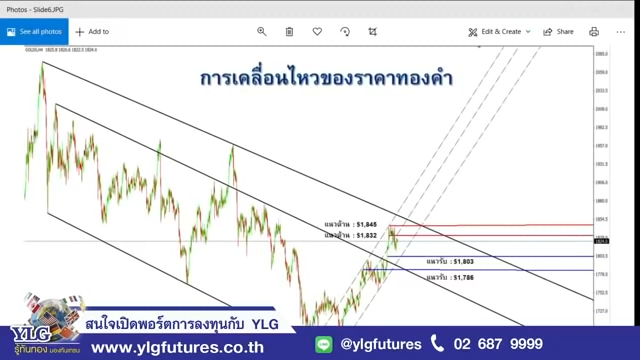 Photos - Slide6.JPG
See all photos
Add to
Edit & Create
Share
การเคลื่อนไหวของราคาทองคำ
แนวต้าน : $1,845
แนวต้าน : $1,832
แนวรับ : $1,803
แนวรับ : $1,786
YLG
รู้ทันทอง มองทันเทรน
สนใจเปิดพอร์ตการลงทุนกับ YLG
www.ylgfutures.co.th
LINE
@ylgfutures
02 687 9999